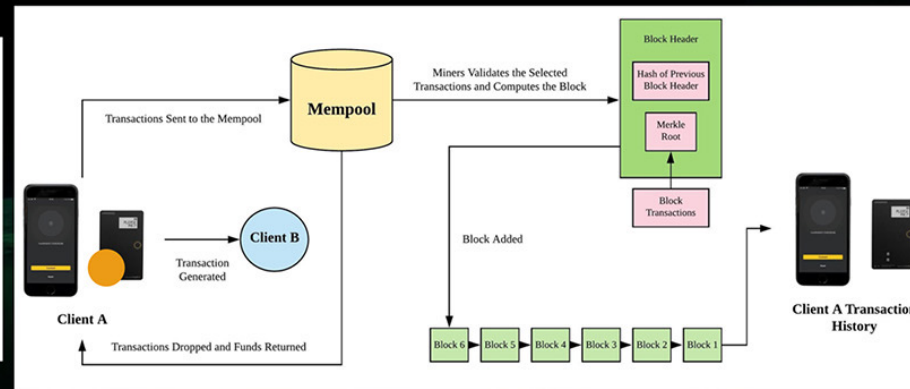 Transactions Sent to the Mempool
Mempool
Miners Validates the Selected
Transactions and Computes the Block
Block Header
Hash of Previous
Block Header
Merkle
Root
Block
Transactions
Client B
Transaction
Generated
Client A
Transactions Dropped and Funds Returned
Block Added
Block 6
Block 5
Block 4
Block 3
Block 2
Block 1
Client A Transaction
History